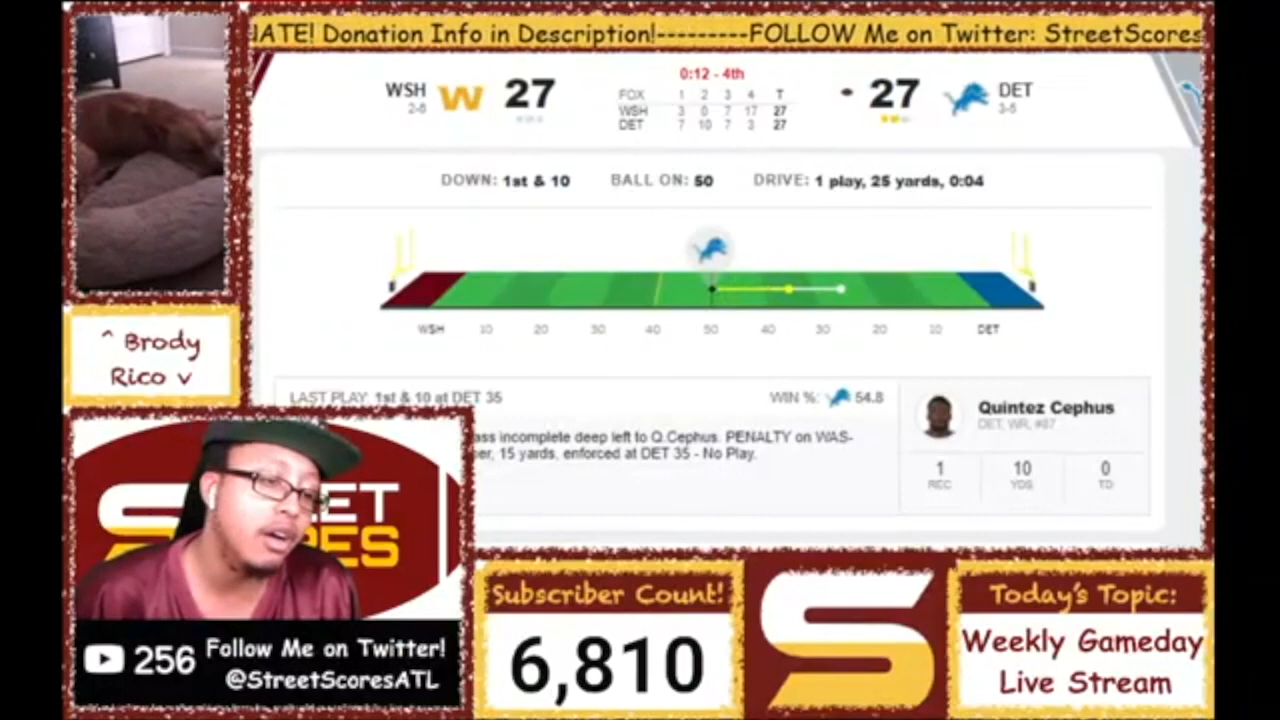 IATE! Donation Info in Description!---------FOLLOW Me on Twitter: StreetScores
WSH
W
27
0:12 - 4th
FOX 1 2 3 4 T
WSH 3 0 7 17 27
DET 7 10 7 3 27
27
DET
DOWN: 1st & 10 BALL ON: 50 DRIVE: 1 play, 25 yards, 0:04
WSH 10 20 30 40 50 40 30 20 10 DET
^ Brody
Rico v
LAST PLAY: 1st & 10 at DET 35
WIN %: 54.8
ass incomplete deep left to Q.Cephus. PENALTY on WAS-
er, 15 yards, enforced at DET 35 - No Play.
Quintez Cephus
DET, WR, #87
1 10 0
REC YDS TD
256
Follow Me on Twitter!
@StreetScoresATL
Subscriber Count!
6,810
S
Today's Topic:
Weekly Gameday
Live Stream